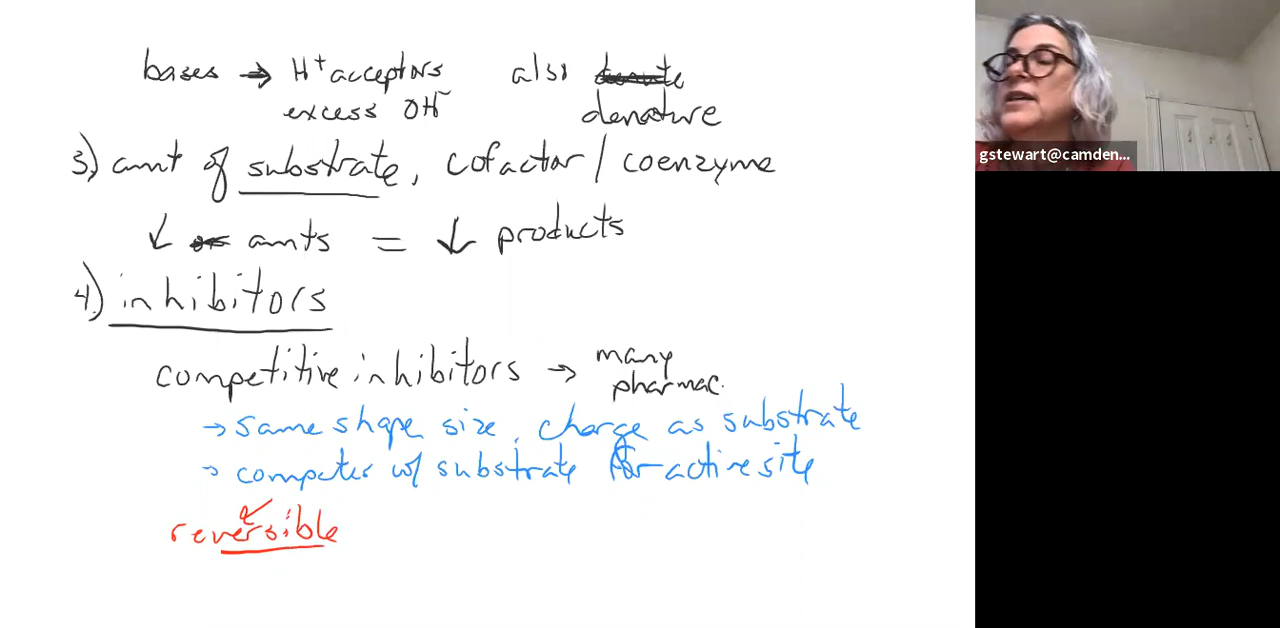 bases → H⁺ acceptors also denature
excess OH⁻ denature
3.) amt of substrate, cofactor / coenzyme
↓ amts = ↓ products
4.) inhibitors
competitive inhibitors → many
pharmac.
→ same shape size, charge as substrate
→ competes w/ substrate for active site
reversible
gstewart@camden...